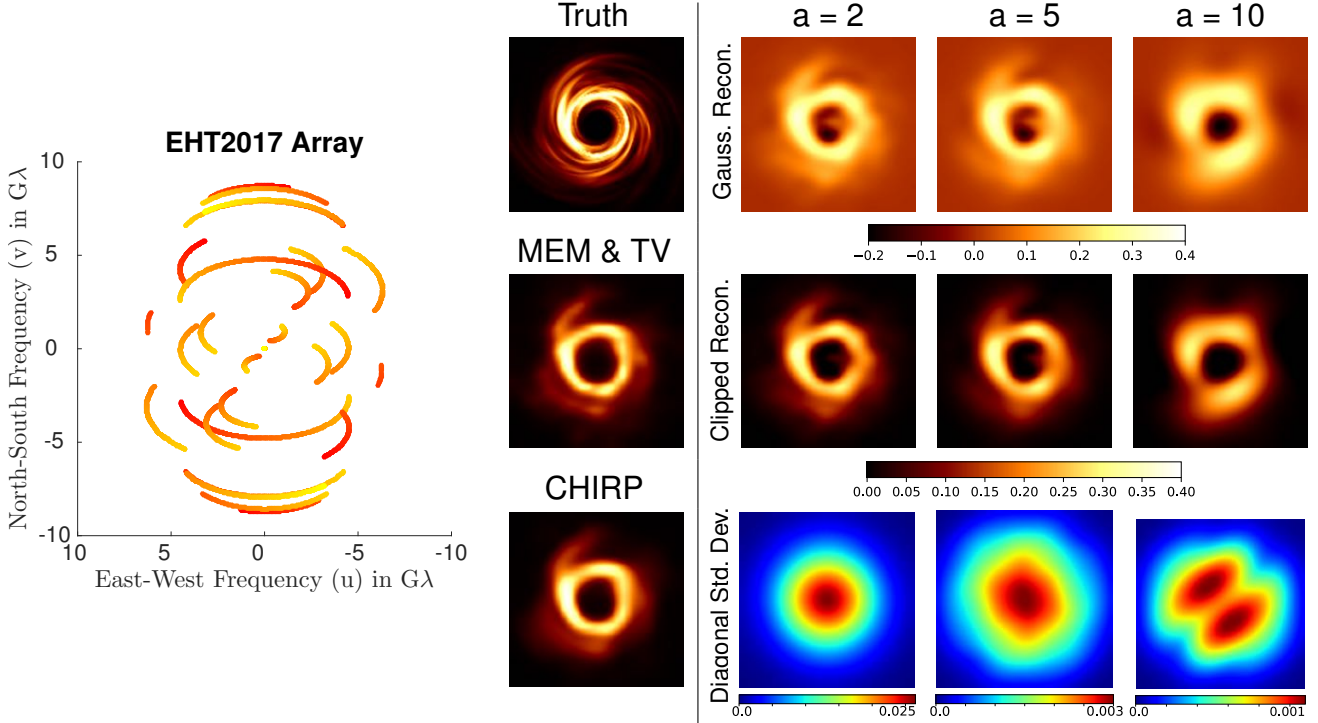 EHT2017 Array
North-South Frequency (v) in Gλ
10
5
0
-5
-10
10
5
0
-5
-10
East-West Frequency (u) in Gλ
Truth
MEM & TV
CHIRP
a = 2
a = 5
a = 10
Gauss. Recon.
−0.2
−0.1
0.0
0.1
0.2
0.3
0.4
Clipped Recon.
0.00
0.05
0.10
0.15
0.20
0.25
0.30
0.35
0.40
Diagonal Std. Dev.
0.0
0.025
0.0
0.003
0.0
0.001